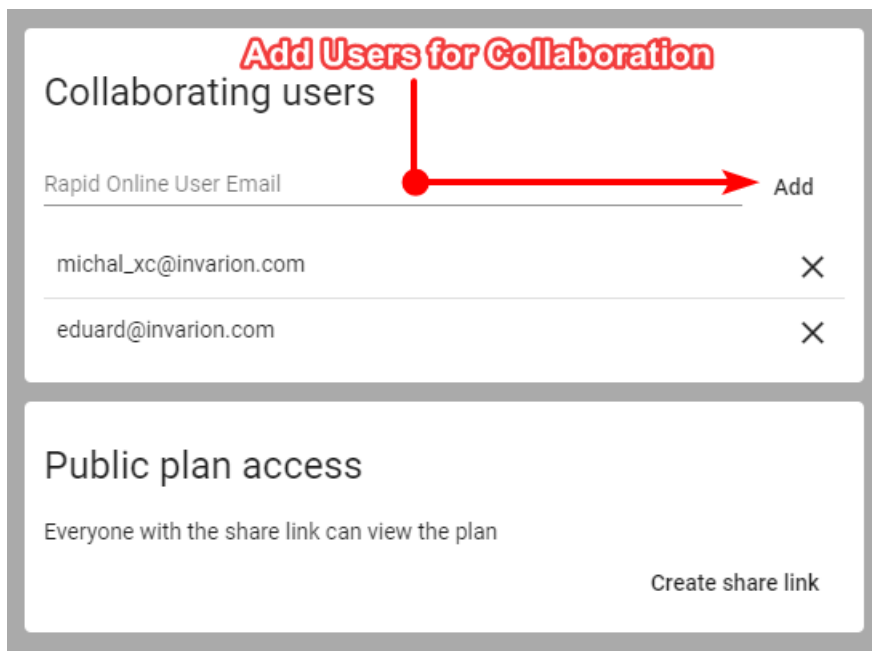 Add Users for Collaboration
Collaborating users
Rapid Online User Email
Add
michal_xc@invarion.com
eduard@invarion.com
Public plan access
Everyone with the share link can view the plan
Create share link